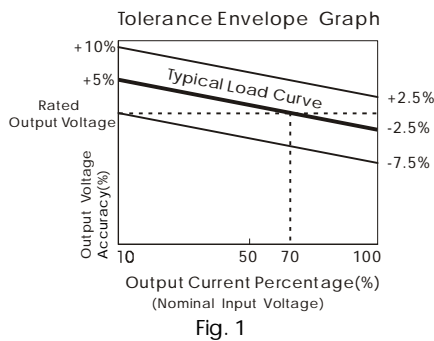 Tolerance Envelope Graph
+10%
+5%
Typical Load Curve
Rated
Output Voltage
+2.5%
-2.5%
-7.5%
Output Voltage
Accuracy(%)
10 50 70 100
Output Current Percentage(%)
(Nominal Input Voltage)
Fig. 1